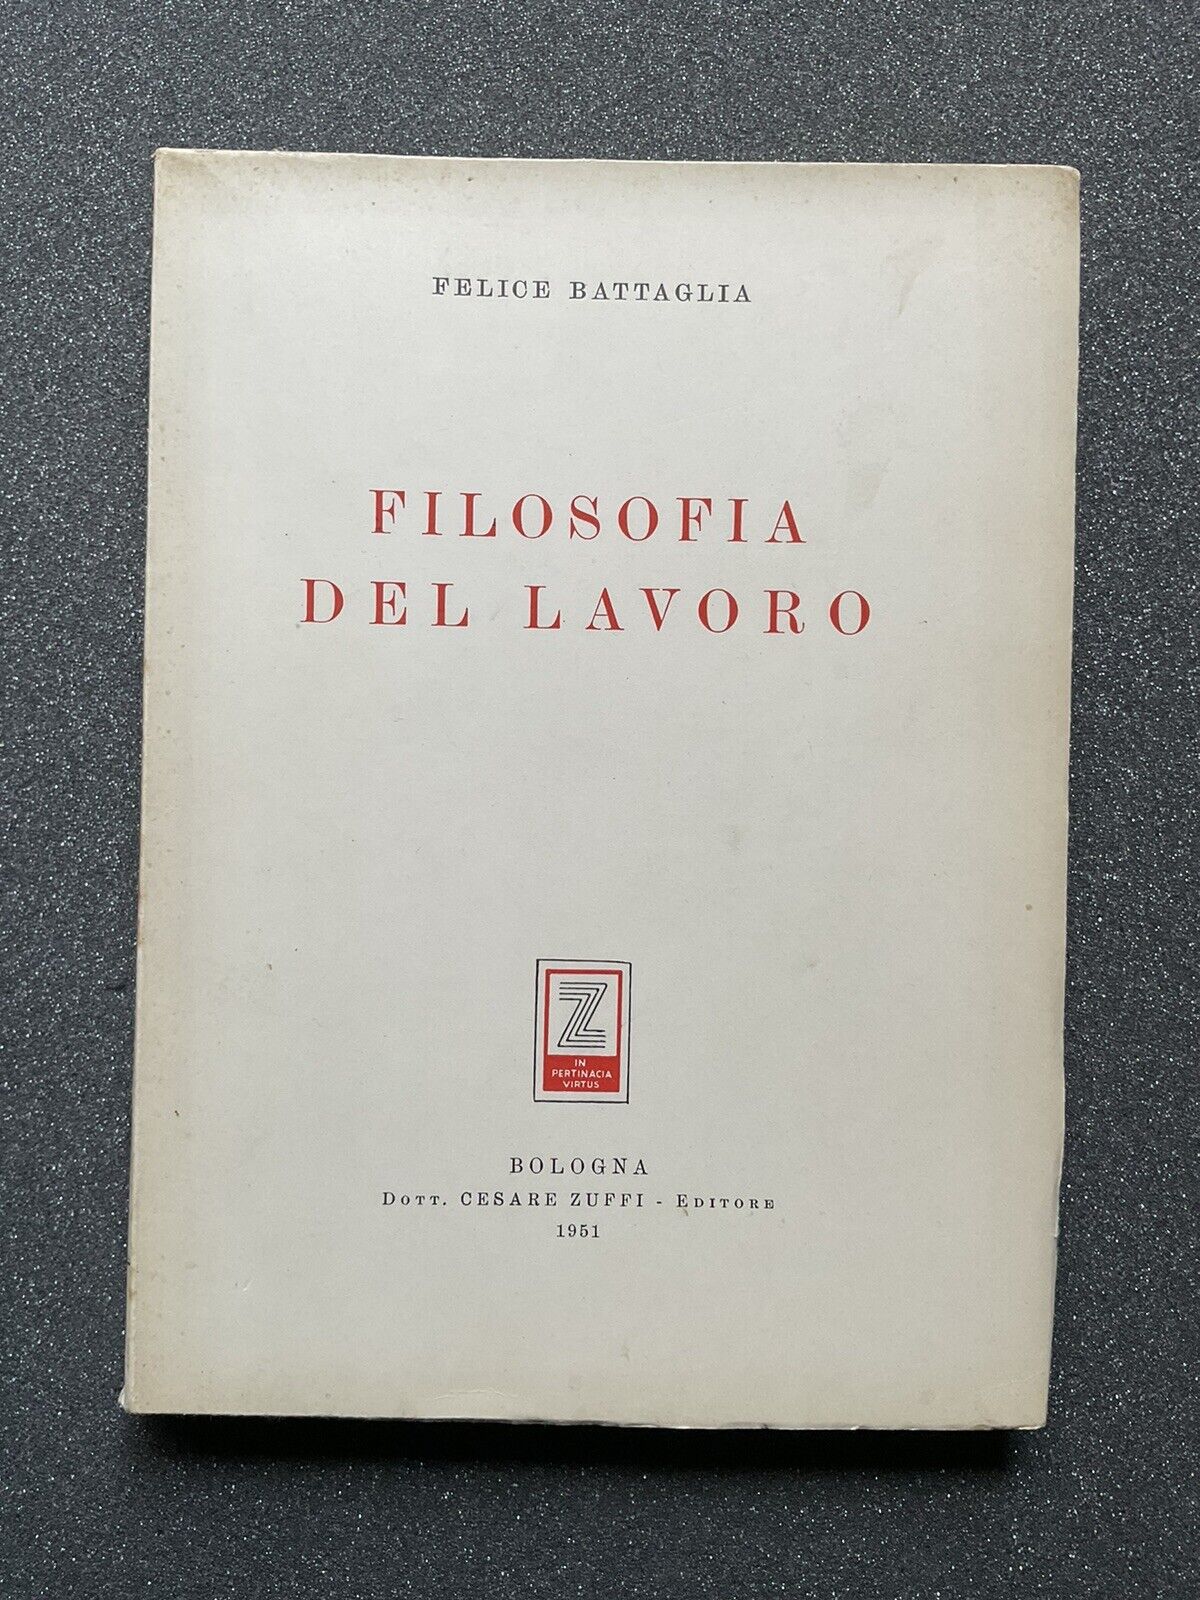 FELICE BATTAGLIA
FILOSOFIA
DEL LAVORO
Z
IN
PERTINACIA
VIRTUS
BOLOGNA
DOTT. CESARE ZUFFI - EDITORE
1951